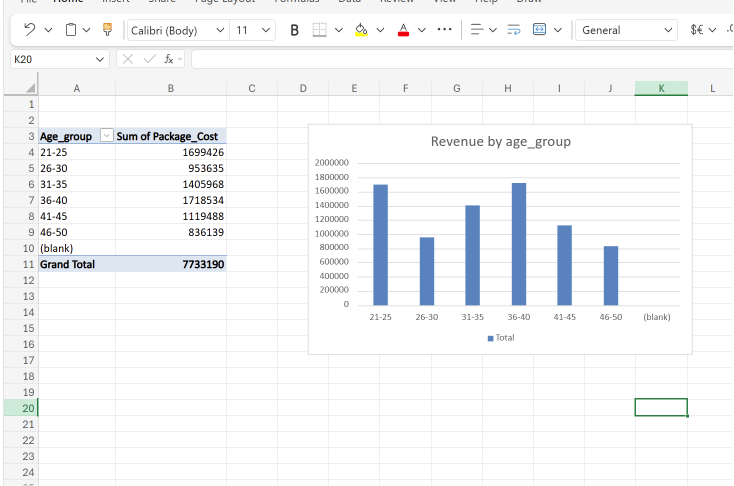 File Home Insert Share Page Layout Formulas Data Review View Help Draw
Calibri (Body) 11 B A ... General $€
K20 fx
A B C D E F G H I J K L
1
2
3 Age_group Sum of Package_Cost
4 21-25 1699426
5 26-30 953635
6 31-35 1405968
7 36-40 1718534
8 41-45 1119488
9 46-50 836139
10 (blank)
11 Grand Total 7733190
12
13
14
15
16
17
18
19
20
21
22
23
24
Revenue by age_group
2000000
1800000
1600000
1400000
1200000
1000000
800000
600000
400000
200000
0
21-25 26-30 31-35 36-40 41-45 46-50 (blank)
Total